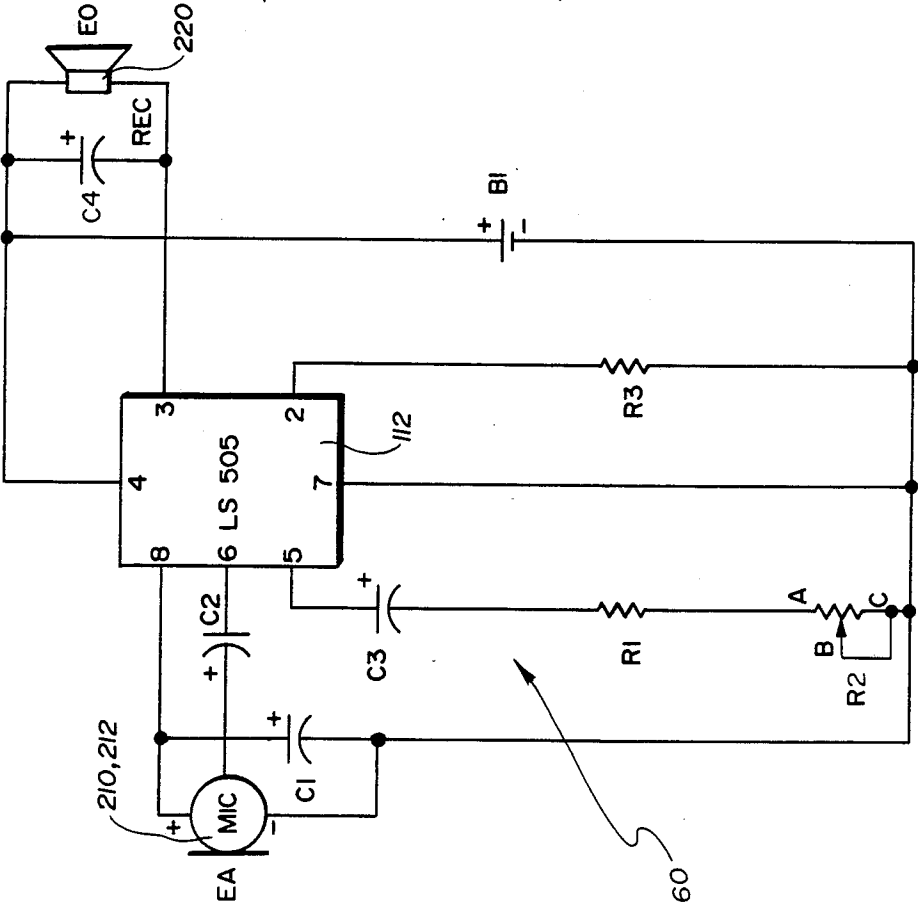 EO
220
+
REC
C4
+
B1
-
3
4
2
LS 505
112
8
6
5
7
C2
+
+
C3
R3
R1
A
B
C
R2
210, 212
+
MIC
-
EA
+
C1
60